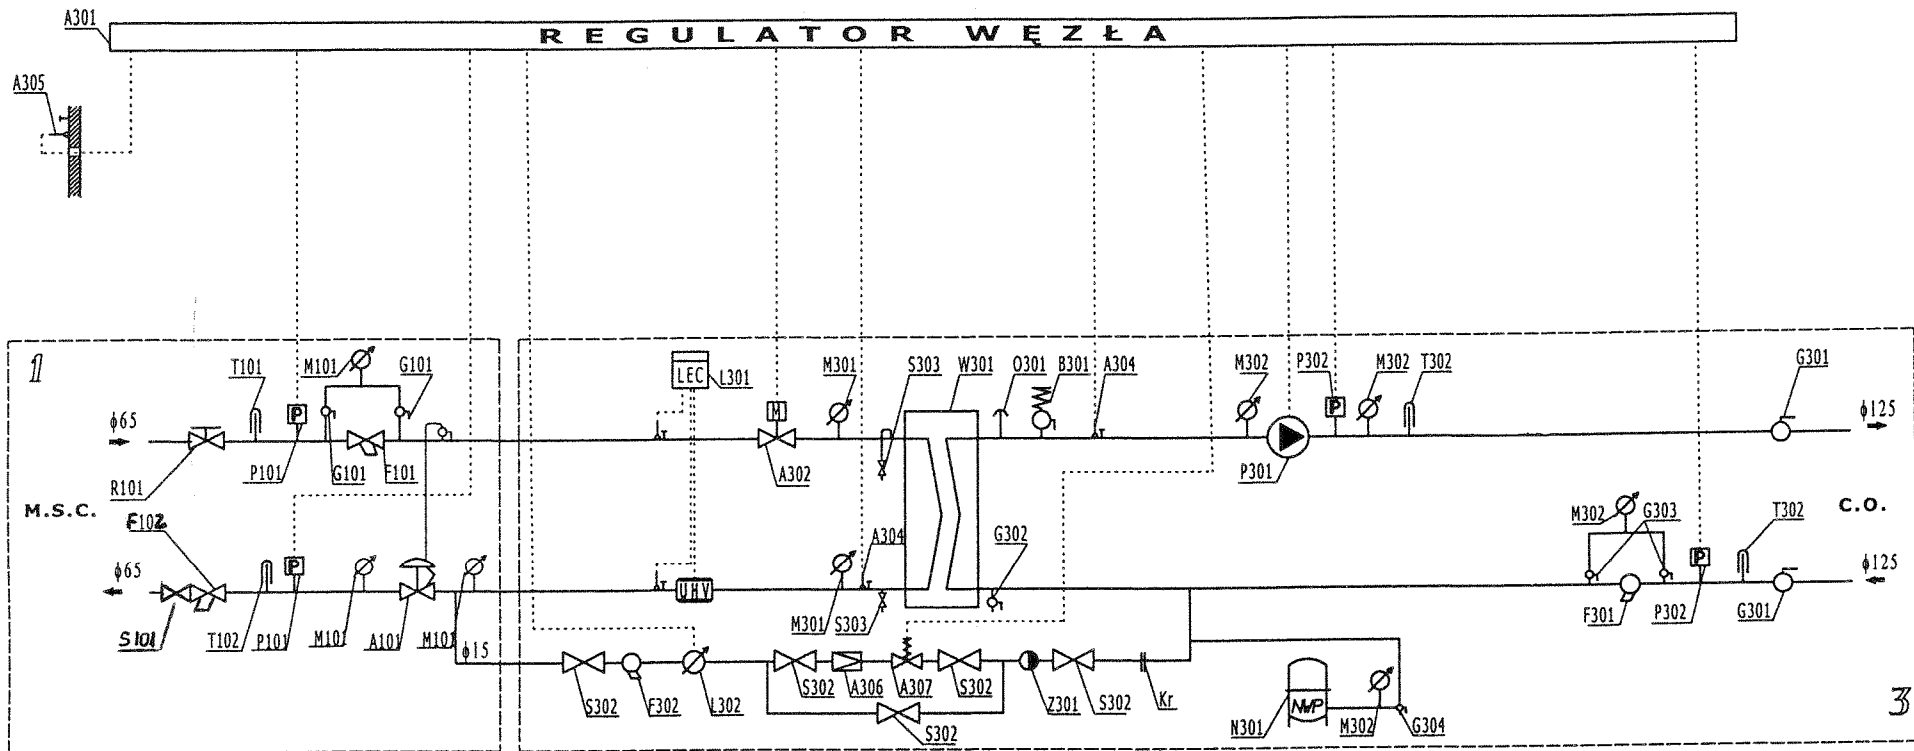 A301
REGULATOR WĘZŁA
A305
1
T101
M101
G101
LEC
L301
M
M301
S303
W301
O301
B301
A304
M302
P302
M302
T302
G301
ϕ65
P
P
ϕ125
R101
P101
G101
F101
A302
P301
M.S.C.
F102
A304
G302
M302
G303
T302
C.O.
ϕ65
P
UHV
P
ϕ125
S101
T102
P101
M101
A101
M101
ϕ15
M301
S303
F301
P302
G301
S302
F302
L302
S302
A306
A307
S302
Z301
S302
Kr
S302
N301
NWP
M302
G304
3